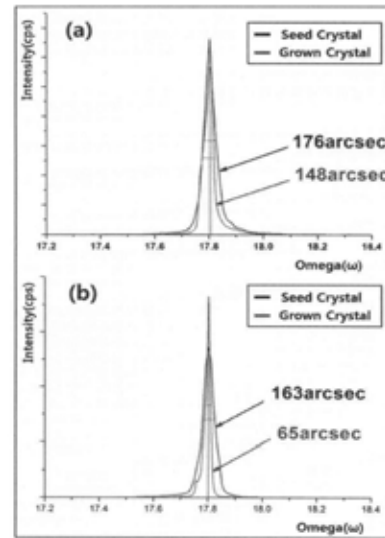 (a)
Intensity(cps)
Seed Crystal
Grown Crystal
176arcsec
148arcsec
17.2 17.4 17.6 17.8 18.0 18.2 18.4
Omega(ω)
(b)
Intensity(cps)
Seed Crystal
Grown Crystal
163arcsec
65arcsec
17.2 17.4 17.6 17.8 18.0 18.2 18.4
Omega(ω)